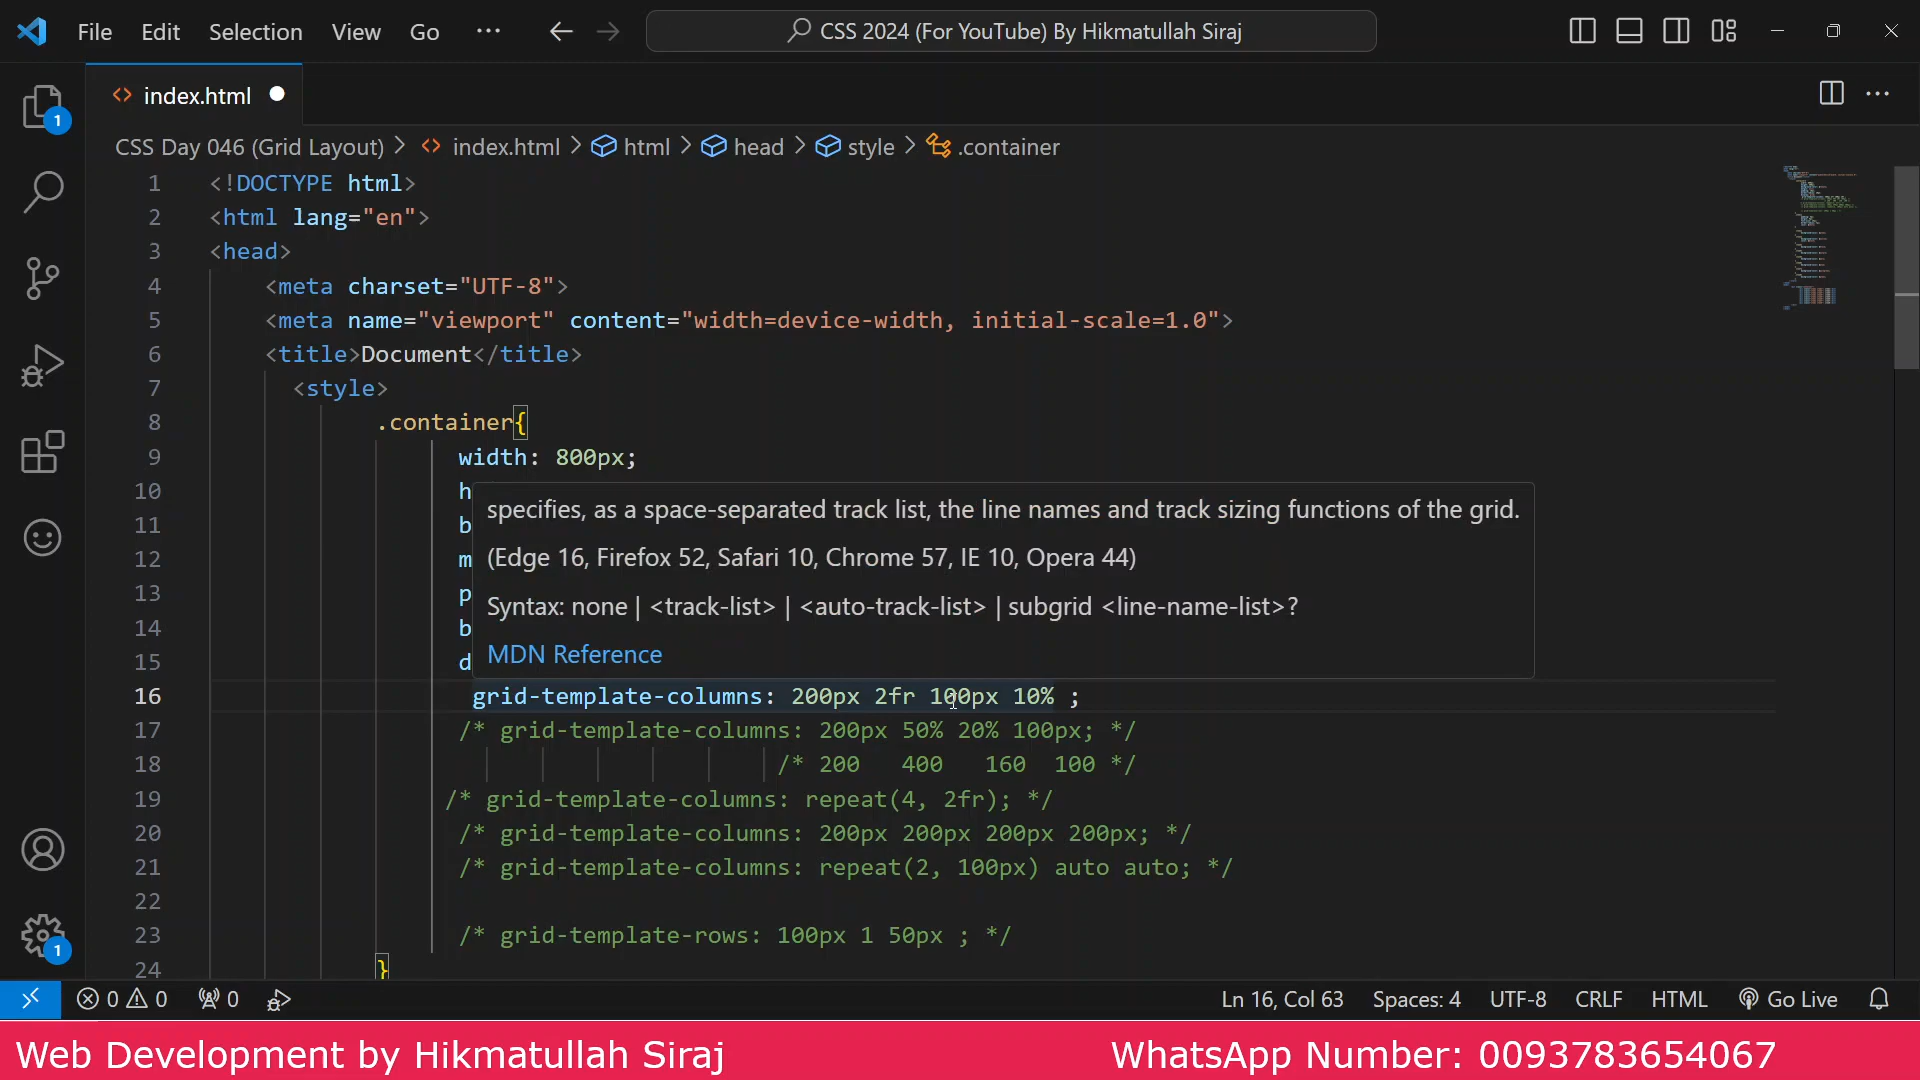 File Edit Selection View Go ··· CSS 2024 (For YouTube) By Hikmatullah Siraj
index.html
CSS Day 046 (Grid Layout) > index.html > html > head > style > .container
1 <!DOCTYPE html>
2 <html lang="en">
3 <head>
4 <meta charset="UTF-8">
5 <meta name="viewport" content="width=device-width, initial-scale=1.0">
6 <title>Document</title>
7 <style>
8 .container{
9 width: 800px;
10 h
specifies, as a space-separated track list, the line names and track sizing functions of the grid.
11 b
(Edge 16, Firefox 52, Safari 10, Chrome 57, IE 10, Opera 44)
12 m
13 p
Syntax: none | <track-list> | <auto-track-list> | subgrid <line-name-list>?
14 b
15 d
MDN Reference
16 grid-template-columns: 200px 2fr 100px 10% ;
17 /* grid-template-columns: 200px 50% 20% 100px; */
18 /* 200 400 160 100 */
19 /* grid-template-columns: repeat(4, 2fr); */
20 /* grid-template-columns: 200px 200px 200px 200px; */
21 /* grid-template-columns: repeat(2, 100px) auto auto; */
22
23 /* grid-template-rows: 100px 1 50px ; */
24 }
1
1
0 0 0 Ln 16, Col 63 Spaces: 4 UTF-8 CRLF HTML Go Live
Web Development by Hikmatullah Siraj WhatsApp Number: 0093783654067